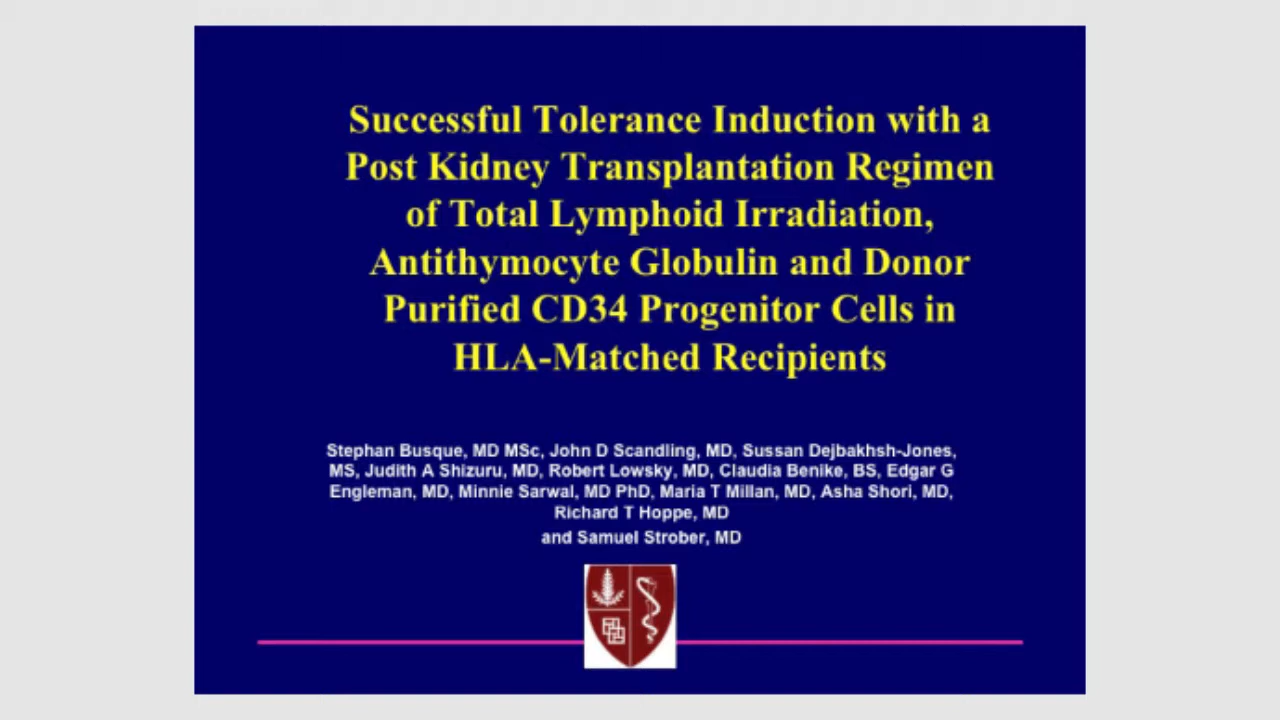 Successful Tolerance Induction with a
Post Kidney Transplantation Regimen
of Total Lymphoid Irradiation,
Antithymocyte Globulin and Donor
Purified CD34 Progenitor Cells in
HLA-Matched Recipients
Stephan Busque, MD MSc, John D Scandling, MD, Sussan Dejbakhsh-Jones,
MS, Judith A Shizuru, MD, Robert Lowsky, MD, Claudia Benike, BS, Edgar G
Engleman, MD, Minnie Sarwal, MD PhD, Maria T Millan, MD, Asha Shori, MD,
Richard T Hoppe, MD
and Samuel Strober, MD